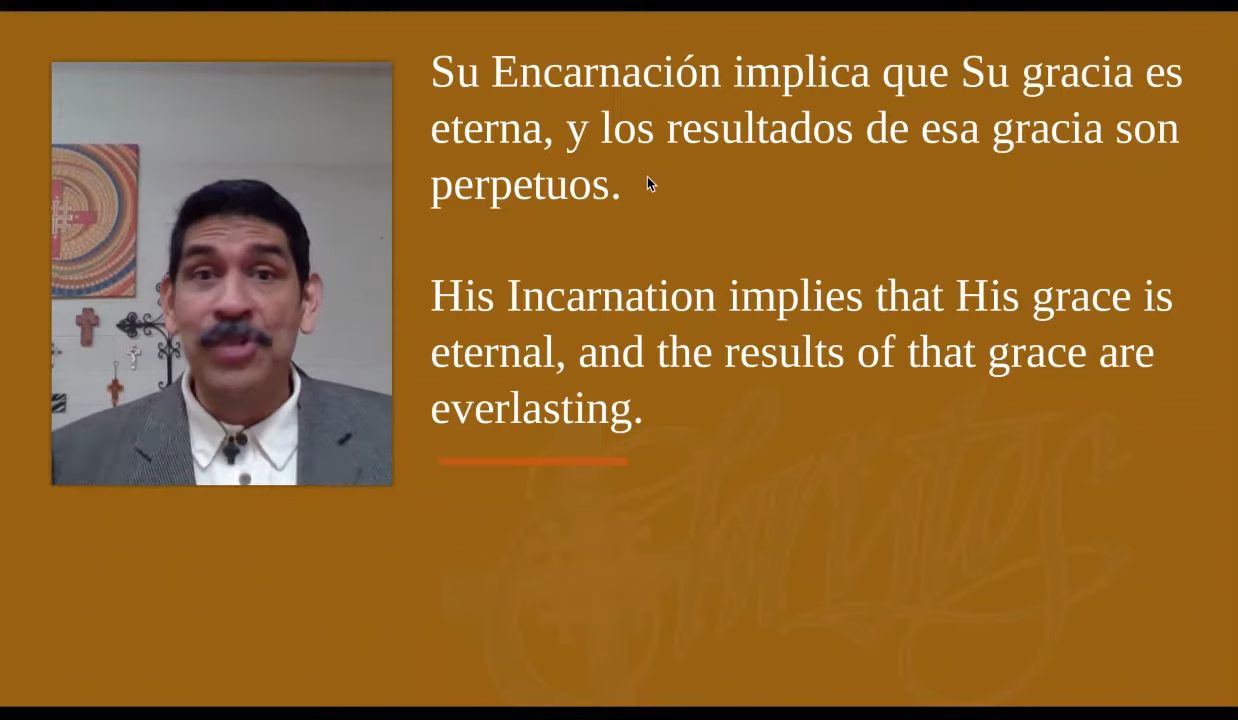 Su Encarnación implica que Su gracia es
eterna, y los resultados de esa gracia son
perpetuos.
His Incarnation implies that His grace is
eternal, and the results of that grace are
everlasting.